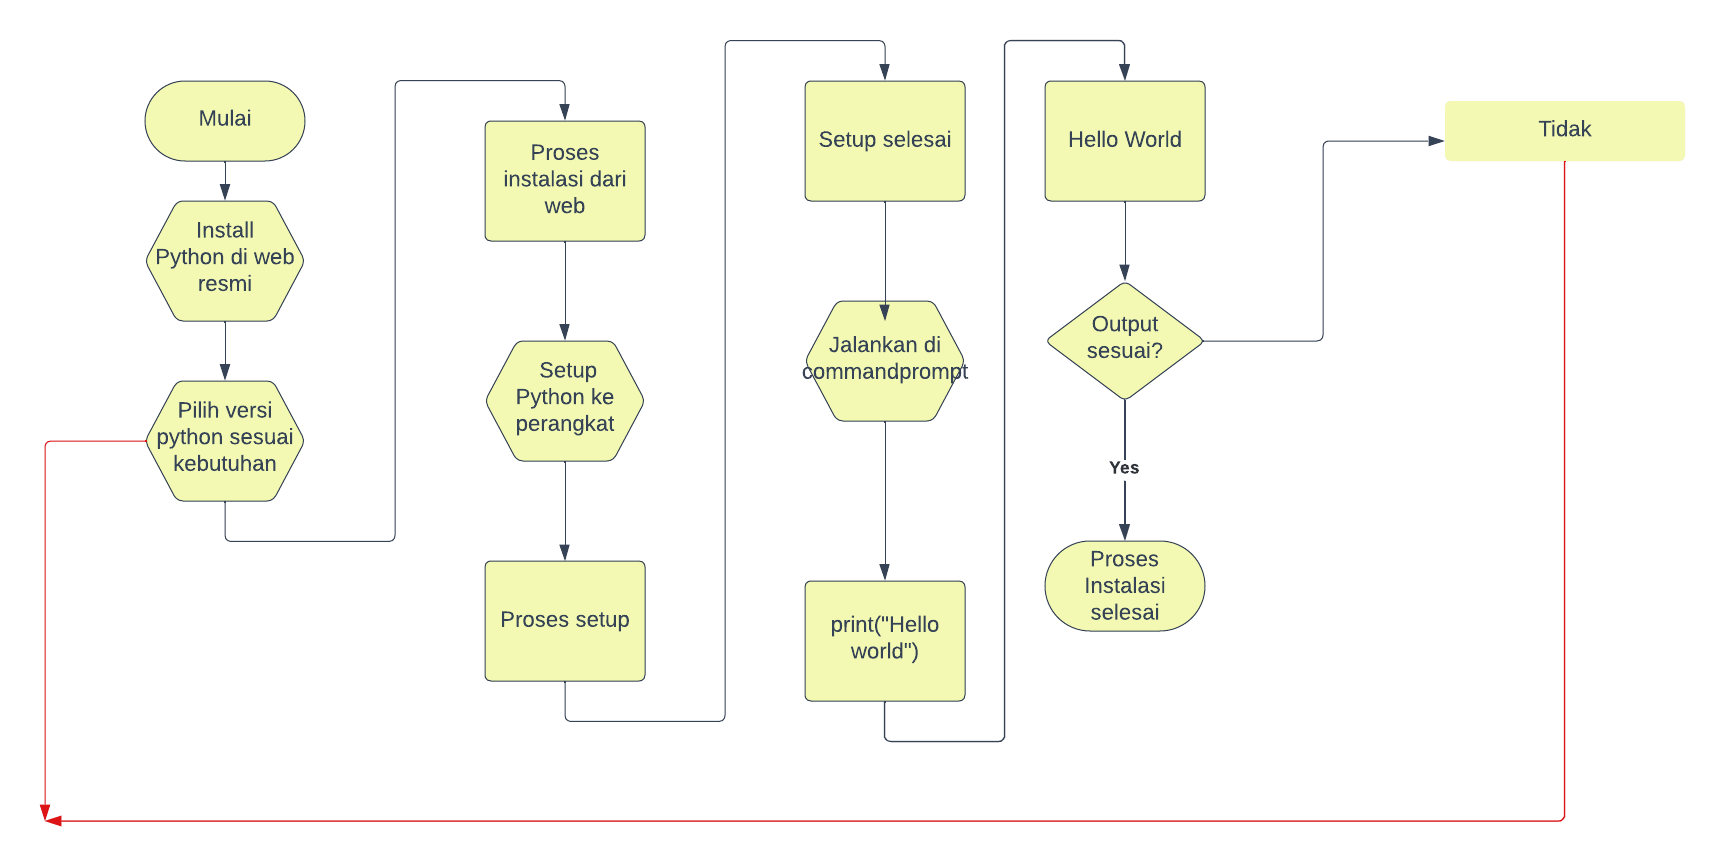 Mulai
Install
Python di web
resmi
Pilih versi
python sesuai
kebutuhan
Proses
instalasi dari
web
Setup
Python ke
perangkat
Proses setup
Setup selesai
Jalankan di
commandprompt
print("Hello
world")
Hello World
Output
sesuai?
Yes
Proses
Instalasi
selesai
Tidak